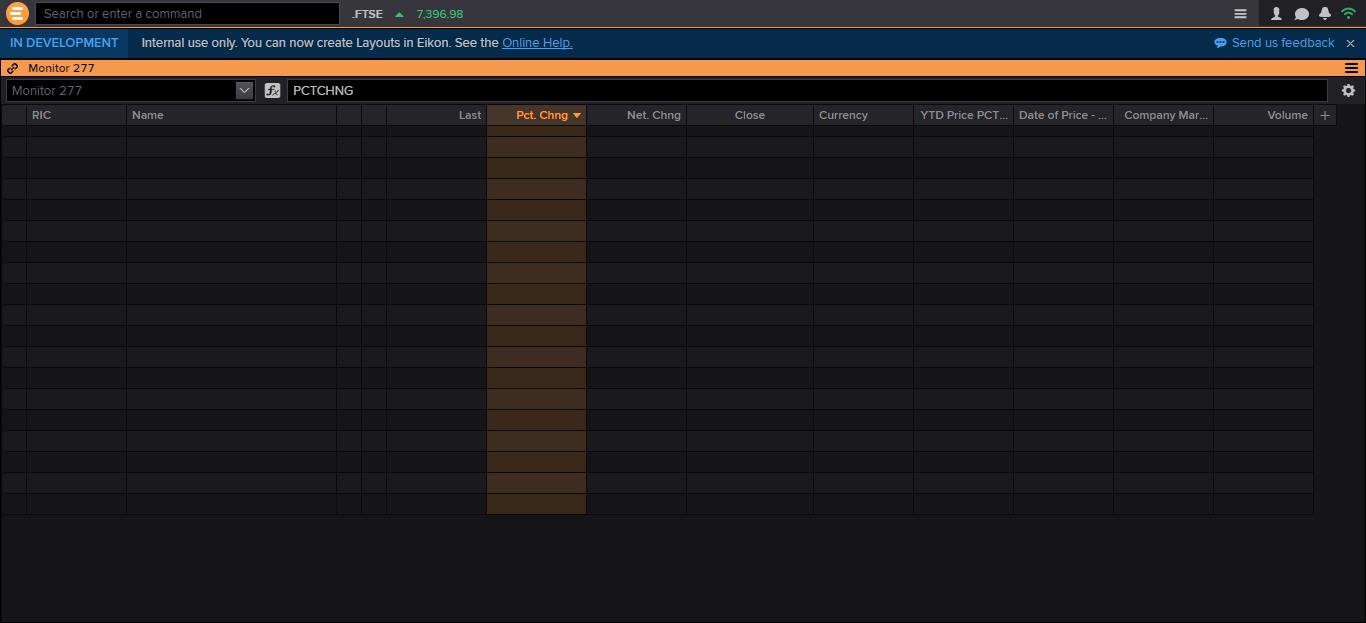 Search or enter a command .FTSE 7,396.98
IN DEVELOPMENT Internal use only. You can now create Layouts in Eikon. See the Online Help. Send us feedback
Monitor 277
Monitor 277 fx PCTCHNG
RIC Name Last Pct. Chng Net. Chng Close Currency YTD Price PCT... Date of Price - ... Company Mar... Volume +